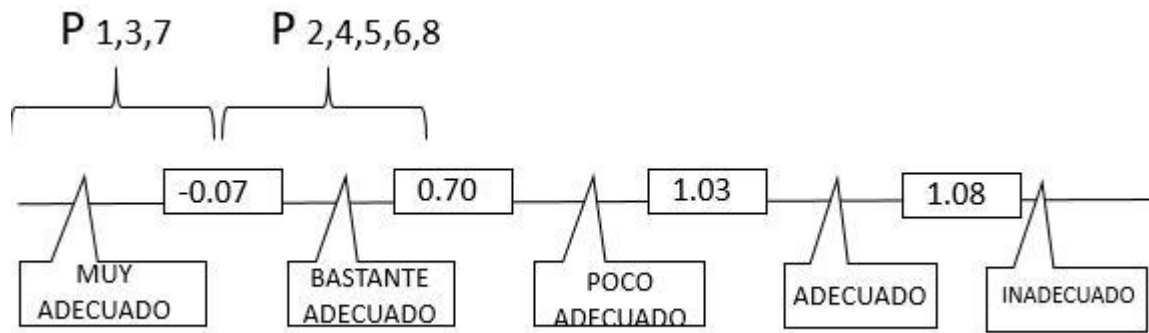 P 1,3,7 P 2,4,5,6,8
-0.07 0.70 1.03 1.08
MUY
ADECUADO
BASTANTE
ADECUADO
POCO
ADECUADO
ADECUADO
INADECUADO